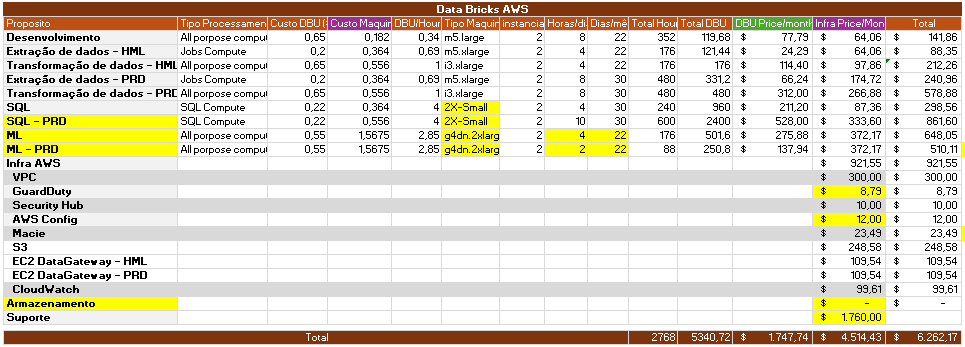 Data Bricks AWS
Proposito Tipo Processamen Custo DBU ( Custo Maquin DBU/Hour Tipo Maquin instancia Horas/di Dias/mê Total Hour Total DBU DBU Price/month Infra Price/Mon Total
Desenvolvimento All porpose comput 0,65 0,182 0,34 m5.large 2 8 22 352 119,68 $ 77,79 $ 64,06 $ 141,86
Extração de dados - HML Jobs Compute 0,2 0,364 0,69 m5.xlarge 2 4 22 176 121,44 $ 24,29 $ 64,06 $ 88,35
Transformação de dados - HML All porpose comput 0,65 0,556 1 i3.xlarge 2 4 22 176 176 $ 114,40 $ 97,86 $ 212,26
Extração de dados - PRD Jobs Compute 0,2 0,364 0,69 m5.xlarge 2 8 30 480 331,2 $ 66,24 $ 174,72 $ 240,96
Transformação de dados - PRD All porpose comput 0,65 0,556 1 i3.xlarge 2 8 30 480 480 $ 312,00 $ 266,88 $ 578,88
SQL SQL Compute 0,22 0,364 4 2X-Small 2 4 30 240 960 $ 211,20 $ 87,36 $ 298,56
SQL - PRD SQL Compute 0,22 0,556 4 2X-Small 2 10 30 600 2400 $ 528,00 $ 333,60 $ 861,60
ML All porpose comput 0,55 1,5675 2,85 g4dn.2xlarg 2 4 22 176 501,6 $ 275,88 $ 372,17 $ 648,05
ML - PRD All porpose comput 0,55 1,5675 2,85 g4dn.2xlarg 2 2 22 88 250,8 $ 137,94 $ 372,17 $ 510,11
Infra AWS $ 921,55 $ 921,55
VPC $ 300,00 $ 300,00
GuardDuty $ 8,79 $ 8,79
Security Hub $ 10,00 $ 10,00
AWS Config $ 12,00 $ 12,00
Macie $ 23,49 $ 23,49
S3 $ 248,58 $ 248,58
EC2 DataGateway - HML $ 109,54 $ 109,54
EC2 DataGateway - PRD $ 109,54 $ 109,54
CloudWatch $ 99,61 $ 99,61
Armazenamento $ - $ -
Suporte $ 1.760,00
Total 2768 5340,72 $ 1.747,74 $ 4.514,43 $ 6.262,17